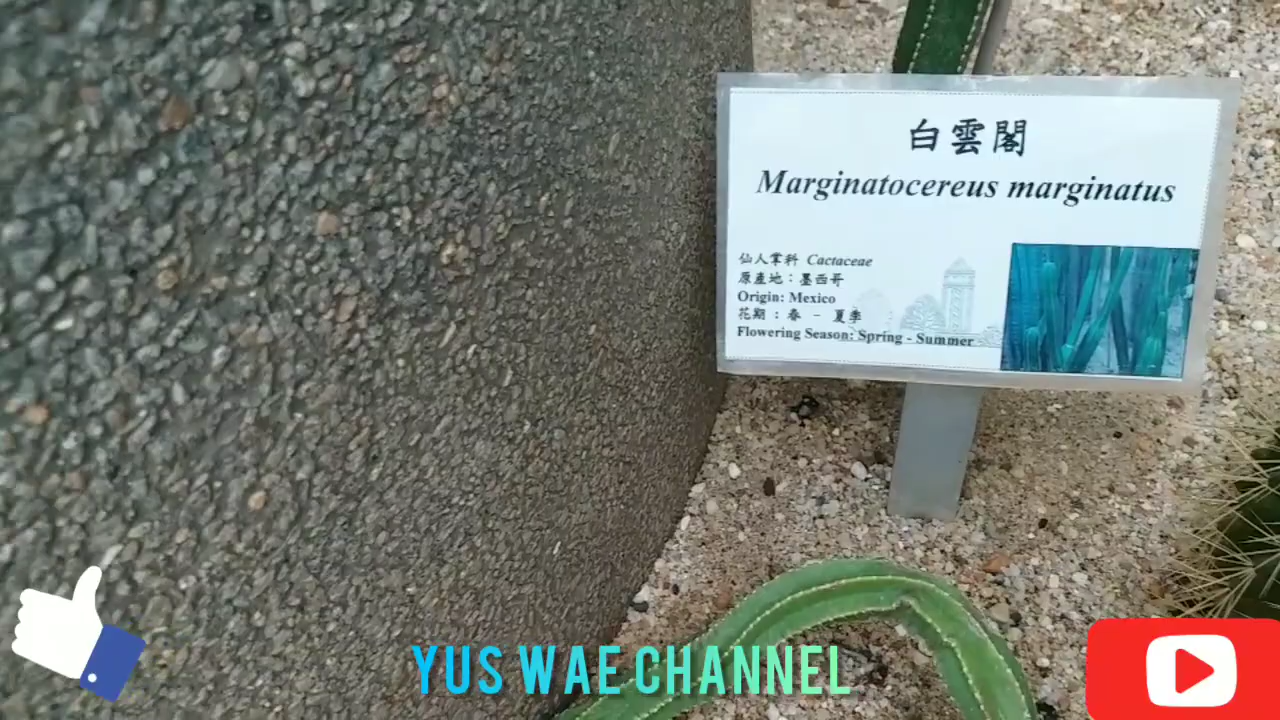 白雲閣
Marginatocereus marginatus
仙人掌科 Cactaceae
原產地：墨西哥
Origin: Mexico
花期：春 - 夏季
Flowering Season: Spring - Summer
YUS WAE CHANNEL